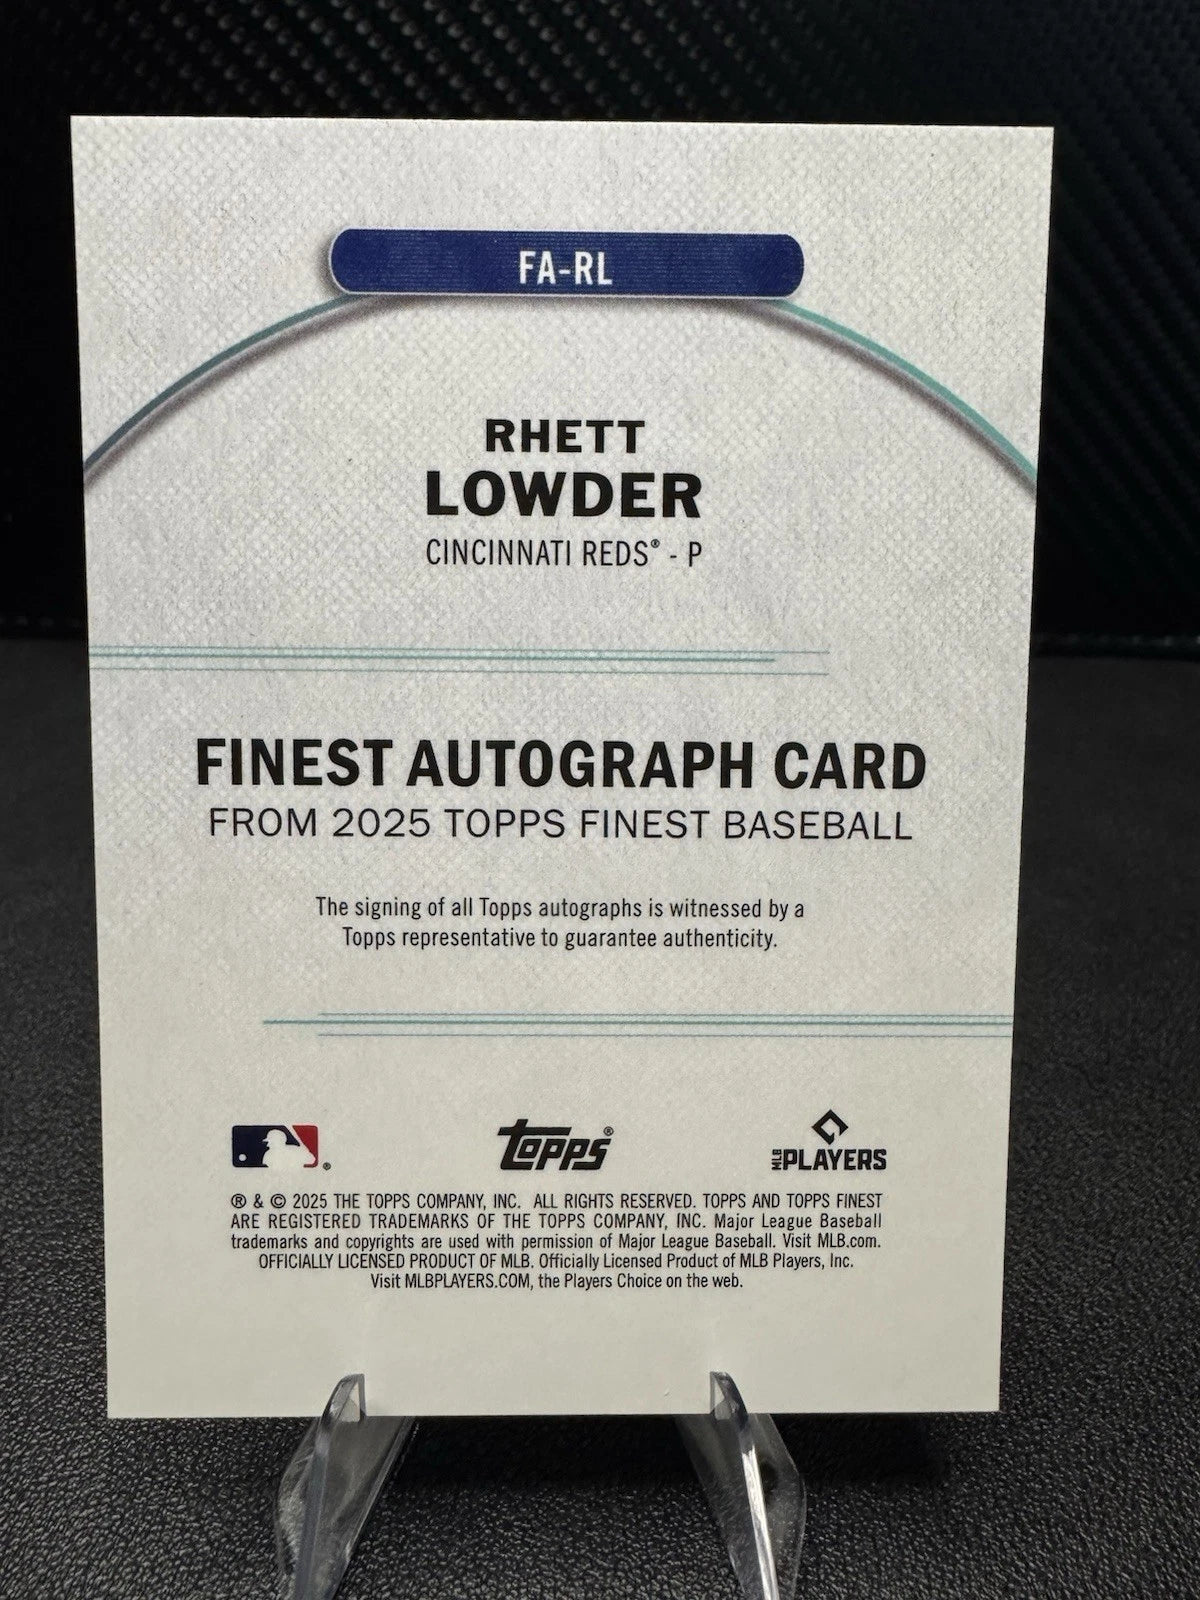 FA-RL
RHETT
LOWDER
CINCINNATI REDS® - P
FINEST AUTOGRAPH CARD
FROM 2025 TOPPS FINEST BASEBALL
The signing of all Topps autographs is witnessed by a
Topps representative to guarantee authenticity.
®
topps®
MLB PLAYERS
® & © 2025 THE TOPPS COMPANY, INC. ALL RIGHTS RESERVED. TOPPS AND TOPPS FINEST
ARE REGISTERED TRADEMARKS OF THE TOPPS COMPANY, INC. Major League Baseball
trademarks and copyrights are used with permission of Major League Baseball. Visit MLB.com.
OFFICIALLY LICENSED PRODUCT OF MLB. Officially Licensed Product of MLB Players, Inc.
Visit MLBPLAYERS.COM, the Players Choice on the web.